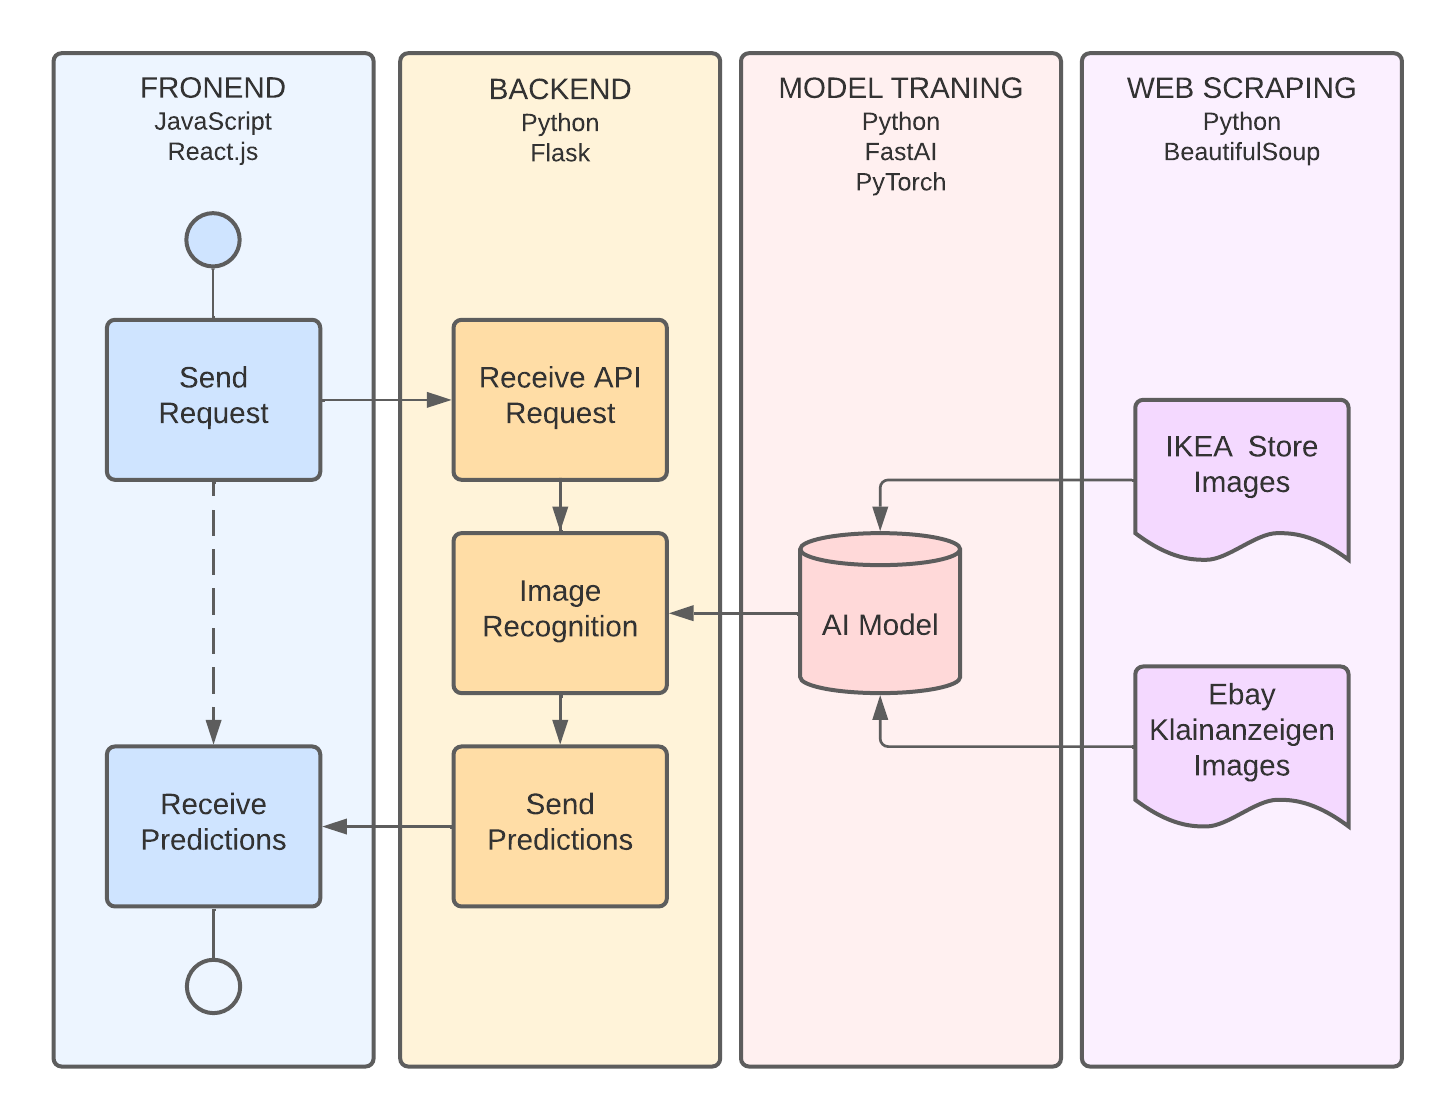 FRONEND
JavaScript
React.js
BACKEND
Python
Flask
MODEL TRANING
Python
FastAI
PyTorch
WEB SCRAPING
Python
BeautifulSoup
Send
Request
Receive API
Request
IKEA  Store
Images
Image
Recognition
AI Model
Ebay
Klainanzeigen
Images
Receive
Predictions
Send
Predictions